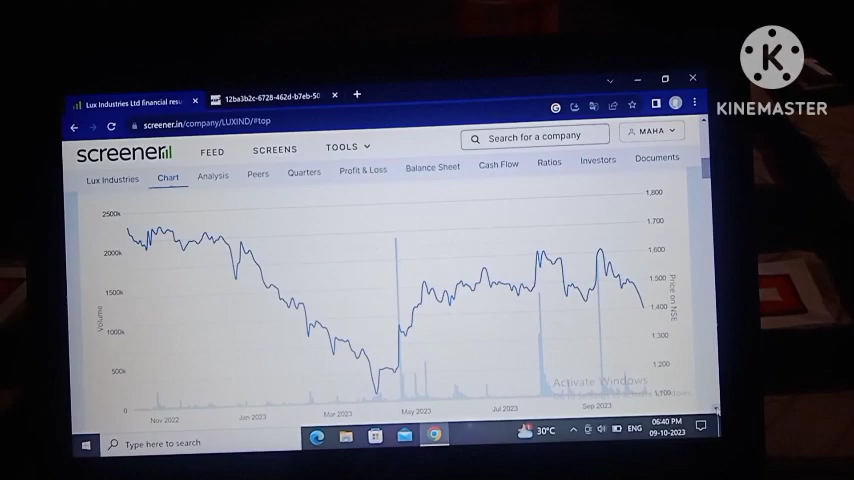 KINEMASTER
Lux Industries Ltd financial resu
12ba3b2c-6728-462d-b7eb-50
screener.in/company/LUXIND/#top
screener FEED SCREENS TOOLS Search for a company MAHA
Lux Industries Chart Analysis Peers Quarters Profit & Loss Balance Sheet Cash Flow Ratios Investors Documents
2500k 1,800
1,700
2000k 1,600
1500k 1,500
Volume Price on NSE
1,400
1000k 1,300
500k 1,200
Activate Windows
0 1,100
Nov 2022 Jan 2023 Mar 2023 May 2023 Jul 2023 Sep 2023
Type here to search 30°C ENG 06:40 PM
09-10-2023